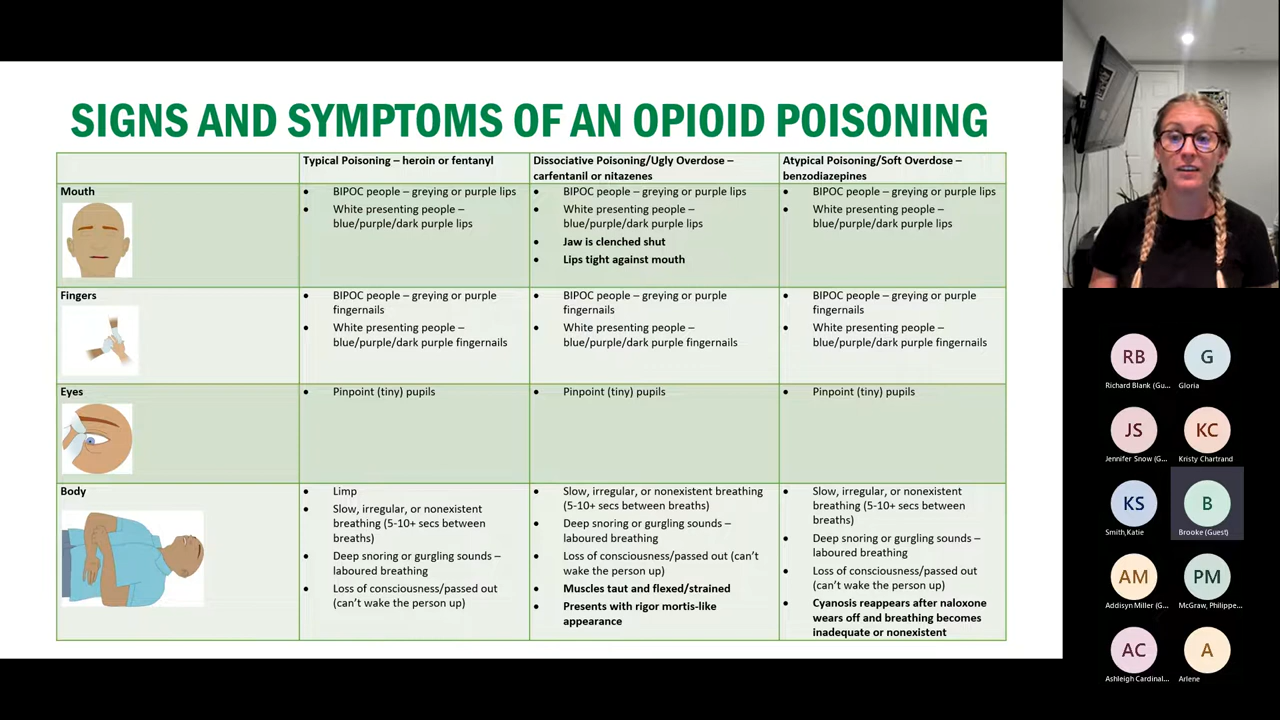 SIGNS AND SYMPTOMS OF AN OPIOID POISONING
Typical Poisoning – heroin or fentanyl
Dissociative Poisoning/Ugly Overdose –
carfentanil or nitazenes
Atypical Poisoning/Soft Overdose –
benzodiazepines
Mouth
• BIPOC people – greying or purple lips
• White presenting people –
blue/purple/dark purple lips
• BIPOC people – greying or purple lips
• White presenting people –
blue/purple/dark purple lips
• Jaw is clenched shut
• Lips tight against mouth
• BIPOC people – greying or purple lips
• White presenting people –
blue/purple/dark purple lips
Fingers
• BIPOC people – greying or purple
fingernails
• White presenting people –
blue/purple/dark purple fingernails
• BIPOC people – greying or purple
fingernails
• White presenting people –
blue/purple/dark purple fingernails
• BIPOC people – greying or purple
fingernails
• White presenting people –
blue/purple/dark purple fingernails
Eyes
• Pinpoint (tiny) pupils
• Pinpoint (tiny) pupils
• Pinpoint (tiny) pupils
Body
• Limp
• Slow, irregular, or nonexistent
breathing (5-10+ secs between
breaths)
• Deep snoring or gurgling sounds –
laboured breathing
• Loss of consciousness/passed out
(can't wake the person up)
• Slow, irregular, or nonexistent breathing
(5-10+ secs between breaths)
• Deep snoring or gurgling sounds –
laboured breathing
• Loss of consciousness/passed out (can't
wake the person up)
• Muscles taut and flexed/strained
• Presents with rigor mortis-like
appearance
• Slow, irregular, or nonexistent
breathing (5-10+ secs between
breaths)
• Deep snoring or gurgling sounds –
laboured breathing
• Loss of consciousness/passed out
(can't wake the person up)
• Cyanosis reappears after naloxone
wears off and breathing becomes
inadequate or nonexistent
RB
Richard Blank (Gu...
G
Gloria
JS
Jennifer Snow (G...
KC
Kristy Chartrand
KS
Smith,Katie
B
Brooke (Guest)
AM
Addisyn Miller (G...
PM
McGraw, Philippe...
AC
Ashleigh Cardinal...
A
Arlene